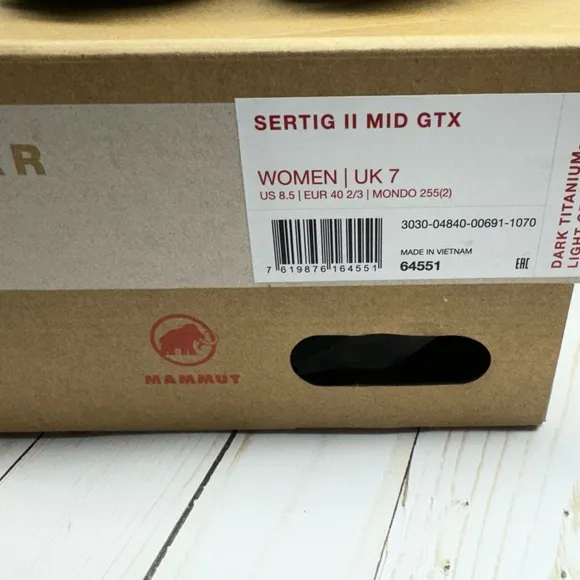 SERTIG II MID GTX
WOMEN | UK 7
US 8.5 | EUR 40 2/3 | MONDO 255(2)
3030-04840-00691-1070
MADE IN VIETNAM
7 619876 164551
64551
EAC
DARK TITANIUM
LIGHT
MAMMUT